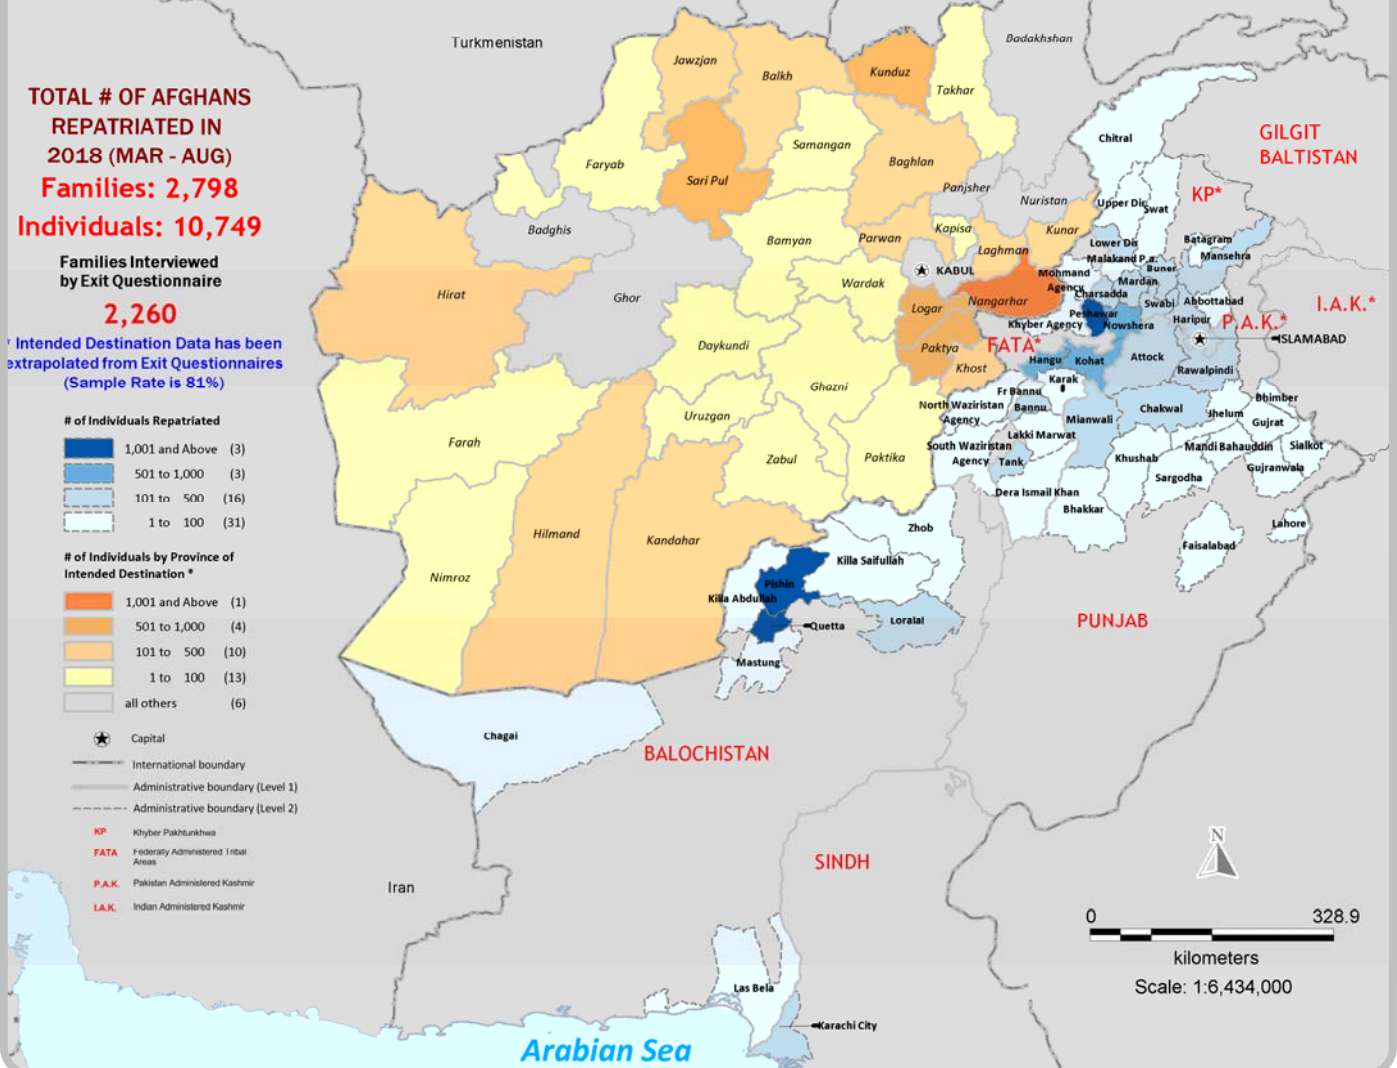 TOTAL # OF AFGHANS
REPATRIATED IN
2018 (MAR - AUG)
Families: 2,798
Individuals: 10,749
Families Interviewed
by Exit Questionnaire
2,260
* Intended Destination Data has been
extrapolated from Exit Questionnaires
(Sample Rate is 81%)
# of Individuals Repatriated
1,001 and Above (3)
501 to 1,000 (3)
101 to 500 (16)
1 to 100 (31)
# of Individuals by Province of
Intended Destination *
1,001 and Above (1)
501 to 1,000 (4)
101 to 500 (10)
1 to 100 (13)
all others (6)
Capital
International boundary
Administrative boundary (Level 1)
Administrative boundary (Level 2)
KP Khyber Pakhtunkhwa
FATA Federally Administered Tribal
Areas
P.A.K. Pakistan Administered Kashmir
I.A.K. Indian Administered Kashmir
Turkmenistan
Iran
Jawzjan
Balkh
Kunduz
Takhar
Badakhshan
Faryab
Sari Pul
Samangan
Baghlan
Panjsher
Nuristan
Badghis
Bamyan
Parwan
Kapisa
Laghman
Kunar
Hirat
Ghor
Wardak
KABUL
Logar
Nangarhar
Daykundi
Paktya
Khost
Ghazni
Uruzgan
Farah
Zabul
Paktika
Hilmand
Kandahar
Nimroz
Chitral
GILGIT
BALTISTAN
KP*
Upper Dir
Swat
Lower Dir
Batagram
Malakand P.a.
Mansehra
Buner
Mohmand
Agency
Mardan
Charsadda
Swabi
Abbottabad
I.A.K.*
Peshawar
Haripur
P.A.K.*
Khyber Agency
Nowshera
ISLAMABAD
FATA*
Hangu
Kohat
Attock
Rawalpindi
Karak
Fr Bannu
North Waziristan
Agency
Bannu
Mianwali
Chakwal
Jhelum
Bhimber
Gujrat
Lakki Marwat
South Waziristan
Agency
Tank
Khushab
Mandi Bahauddin
Sialkot
Gujranwala
Sargodha
Dera Ismail Khan
Bhakkar
Lahore
Faisalabad
Zhob
Killa Saifullah
Pishin
Killa Abdullah
Quetta
Loralai
Mastung
PUNJAB
Chagai
BALOCHISTAN
SINDH
Las Bela
Karachi City
Arabian Sea
N
0 328.9
kilometers
Scale: 1:6,434,000